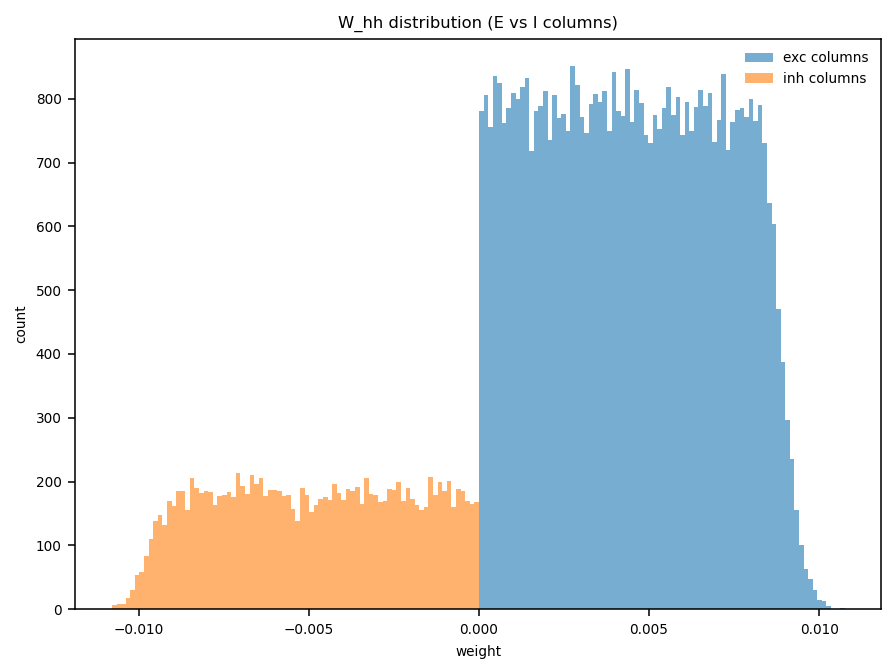 W_hh distribution (E vs I columns)
exc columns
inh columns
count
800
700
600
500
400
300
200
100
0
−0.010
−0.005
0.000
0.005
0.010
weight